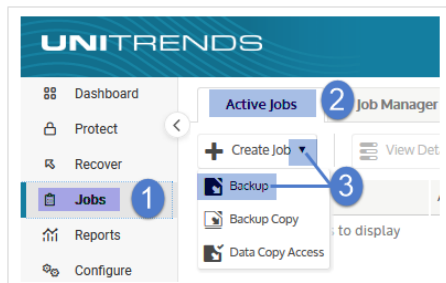 UNITRENDS
Dashboard
Protect
Recover
Jobs 1
Reports
Configure
Active Jobs 2 Job Manager
Create Job View Det
Backup 3
Backup Copy
Data Copy Access
to display